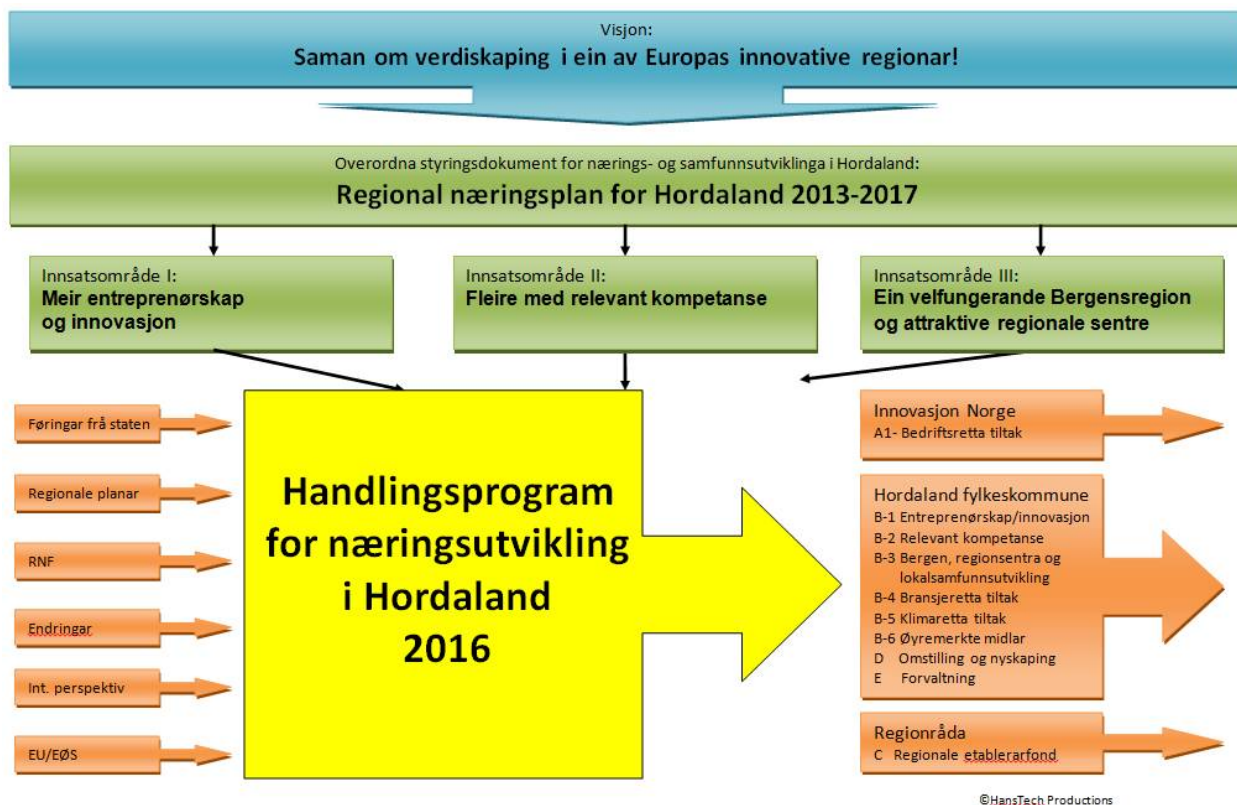 Visjon:
Saman om verdiskaping i ein av Europas innovative regionar!
Overordna styringsdokument for nærings- og samfunnsutviklinga i Hordaland:
Regional næringsplan for Hordaland 2013-2017
Innsatsområde I:
Meir entreprenørskap
og innovasjon
Innsatsområde II:
Fleire med relevant kompetanse
Innsatsområde III:
Ein velfungerande Bergensregion
og attraktive regionale sentre
Føringar frå staten
Regionale planar
RNF
Endringar
Int. perspektiv
EU/EØS
Handlingsprogram
for næringsutvikling
i Hordaland
2016
Innovasjon Norge
A1- Bedriftsretta tiltak
Hordaland fylkeskommune
B-1 Entreprenørskap/innovasjon
B-2 Relevant kompetanse
B-3 Bergen, regionsentra og
lokalsamfunnsutvikling
B-4 Bransjeretta tiltak
B-5 Klimaretta tiltak
B-6 Øyremerkte midlar
D Omstilling og nyskaping
E Forvaltning
Regionråda
C Regionale etablerarfond
©HansTech Productions